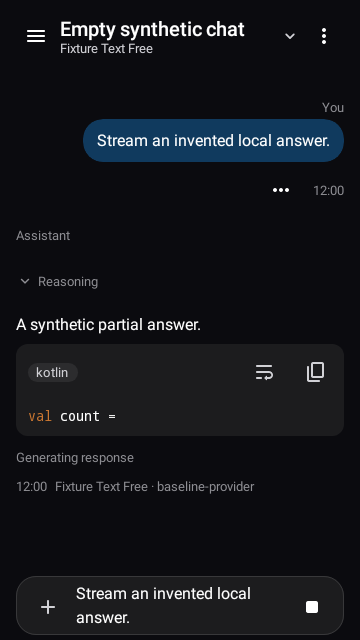 Empty synthetic chat
Fixture Text Free
You
Stream an invented local answer.
12:00
Assistant
Reasoning
A synthetic partial answer.
kotlin
val count =
Generating response
12:00 Fixture Text Free · baseline-provider
Stream an invented local
answer.